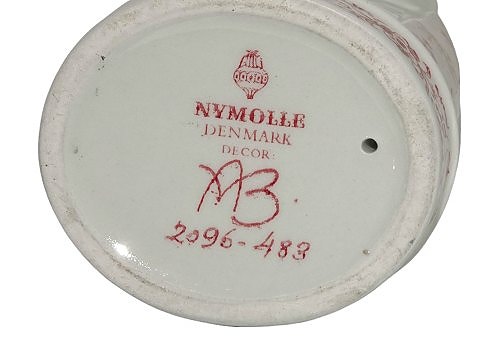 NYMOLLE
DENMARK
DECOR:
AB.
2096-483